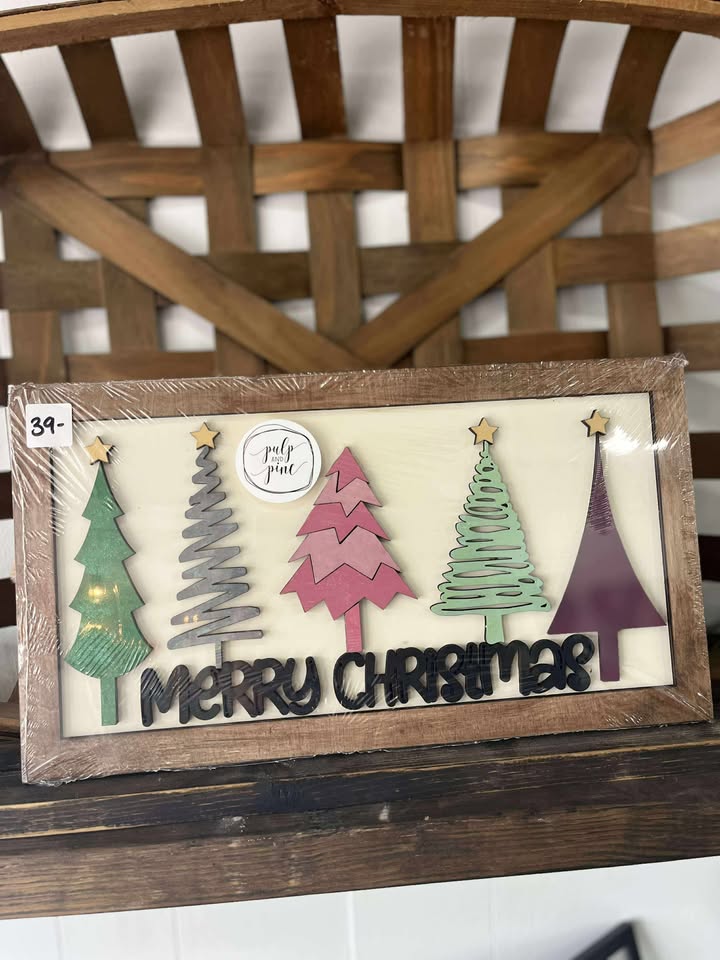 39-
pulp
AND
pine
MERRY CHRISTMAS